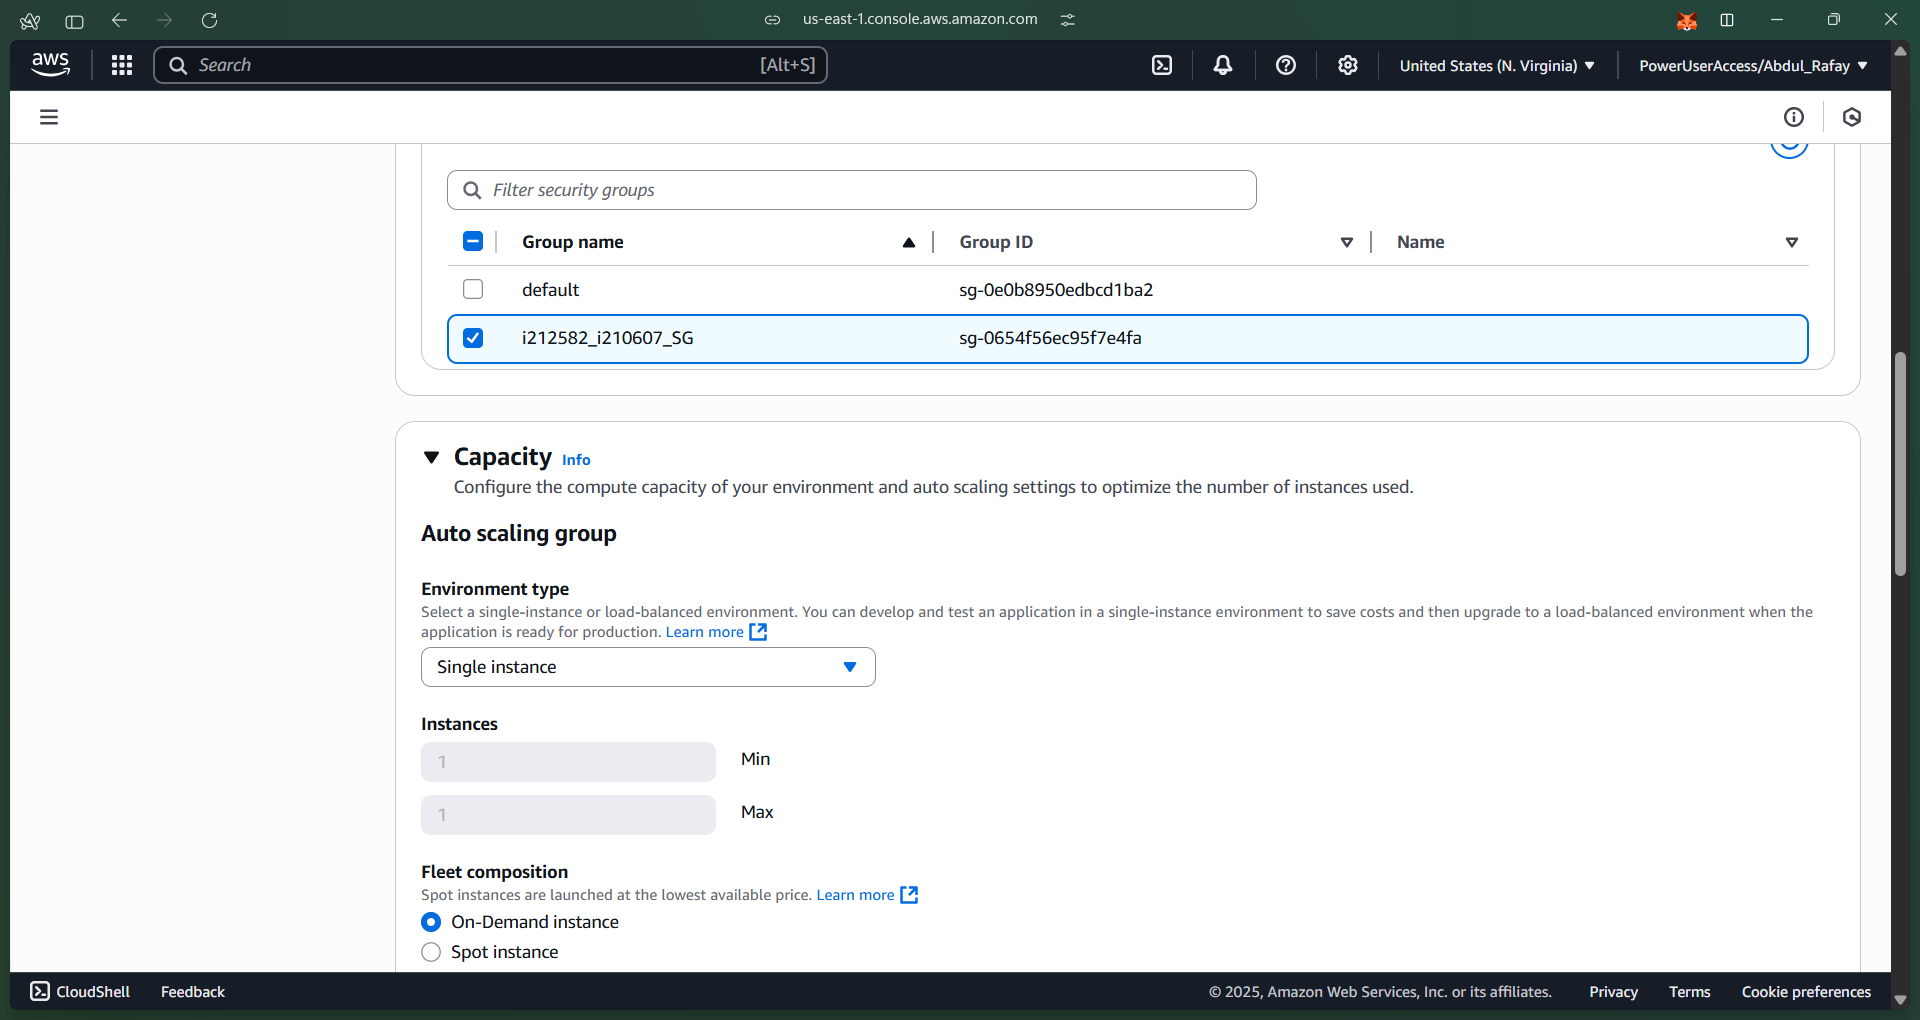 us-east-1.console.aws.amazon.com
aws
Search
[Alt+S]
United States (N. Virginia)
PowerUserAccess/Abdul_Rafay
Filter security groups
Group name
Group ID
Name
default
sg-0e0b8950edbcd1ba2
i212582_i210607_SG
sg-0654f56ec95f7e4fa
Capacity Info
Configure the compute capacity of your environment and auto scaling settings to optimize the number of instances used.
Auto scaling group
Environment type
Select a single-instance or load-balanced environment. You can develop and test an application in a single-instance environment to save costs and then upgrade to a load-balanced environment when the
application is ready for production. Learn more
Single instance
Instances
1
Min
1
Max
Fleet composition
Spot instances are launched at the lowest available price. Learn more
On-Demand instance
Spot instance
CloudShell
Feedback
© 2025, Amazon Web Services, Inc. or its affiliates.
Privacy
Terms
Cookie preferences